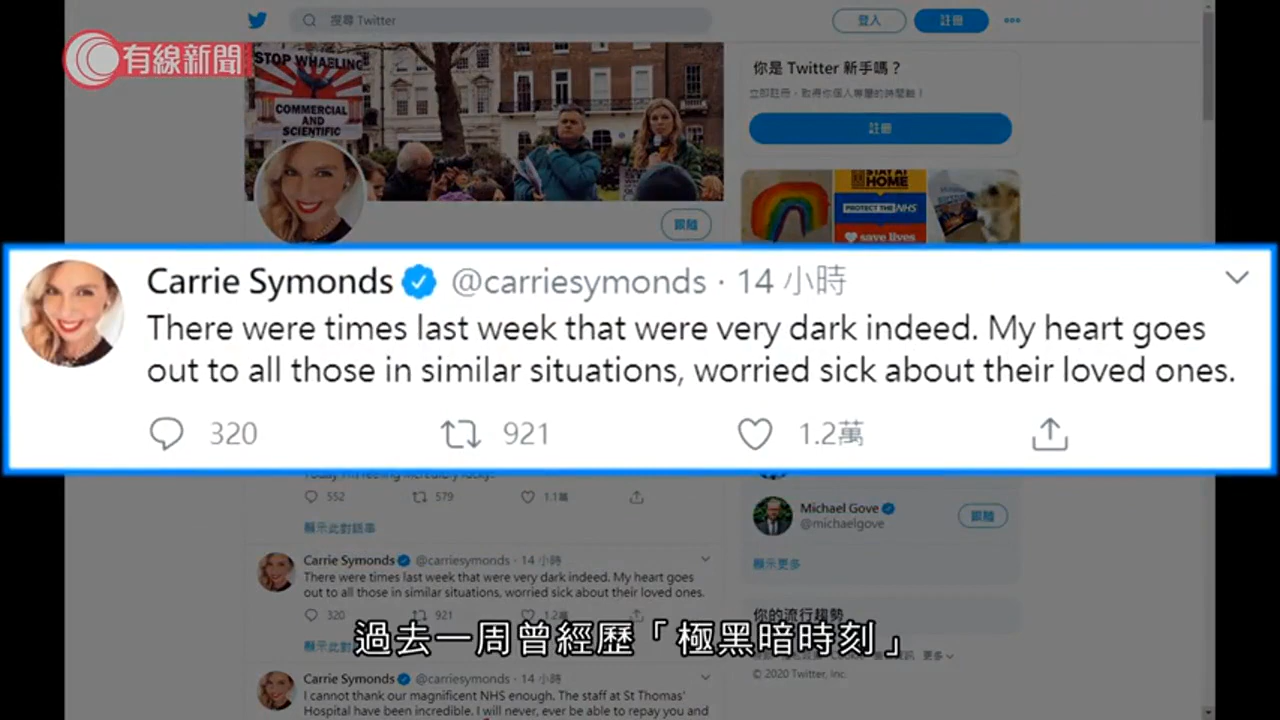 搜尋 Twitter
登入
註冊
有線新聞
STOP WHALING
COMMERCIAL
AND
SCIENTIFIC
你是 Twitter 新手嗎？
註冊
跟隨
STAY AT
HOME
PROTECT THE NHS
save lives
Carrie Symonds @carriesymonds · 14 小時
There were times last week that were very dark indeed. My heart goes
out to all those in similar situations, worried sick about their loved ones.
320 921 1.2萬
552 579 1.1萬
顯示此對話串
Michael Gove
@michaelgove
跟隨
顯示更多
Carrie Symonds @carriesymonds · 14 小時
There were times last week that were very dark indeed. My heart goes
out to all those in similar situations, worried sick about their loved ones.
320 921 1.2萬
你的流行趨勢
過去一周曾經歷「極黑暗時刻」
更多
© 2020 Twitter, Inc.
Carrie Symonds @carriesymonds · 14 小時
I cannot thank our magnificent NHS enough. The staff at St Thomas'
Hospital have been incredible. I will never, ever be able to repay you and